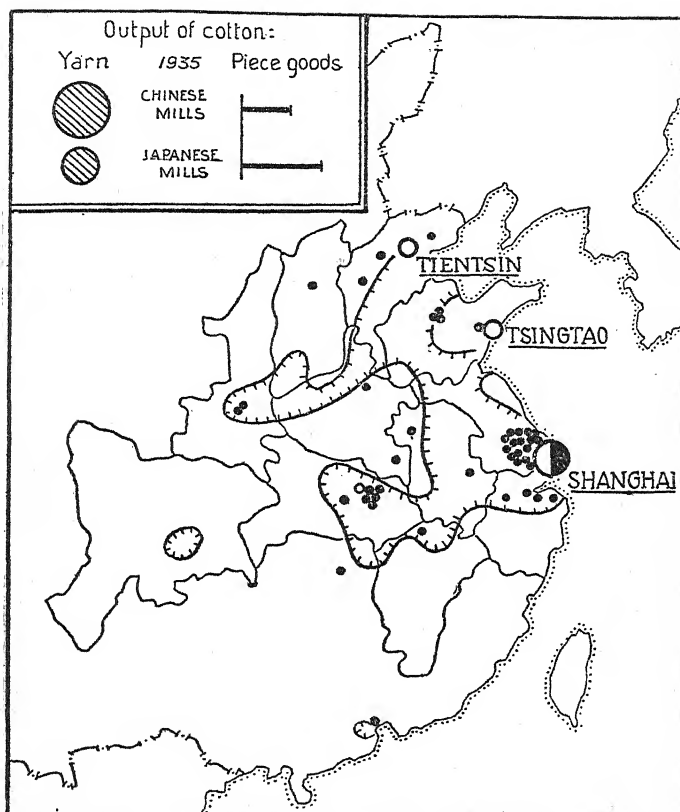 Output of cotton:
Yarn 1935 Piece goods
CHINESE
MILLS
JAPANESE
MILLS
TIENTSIN
TSINGTAO
SHANGHAI